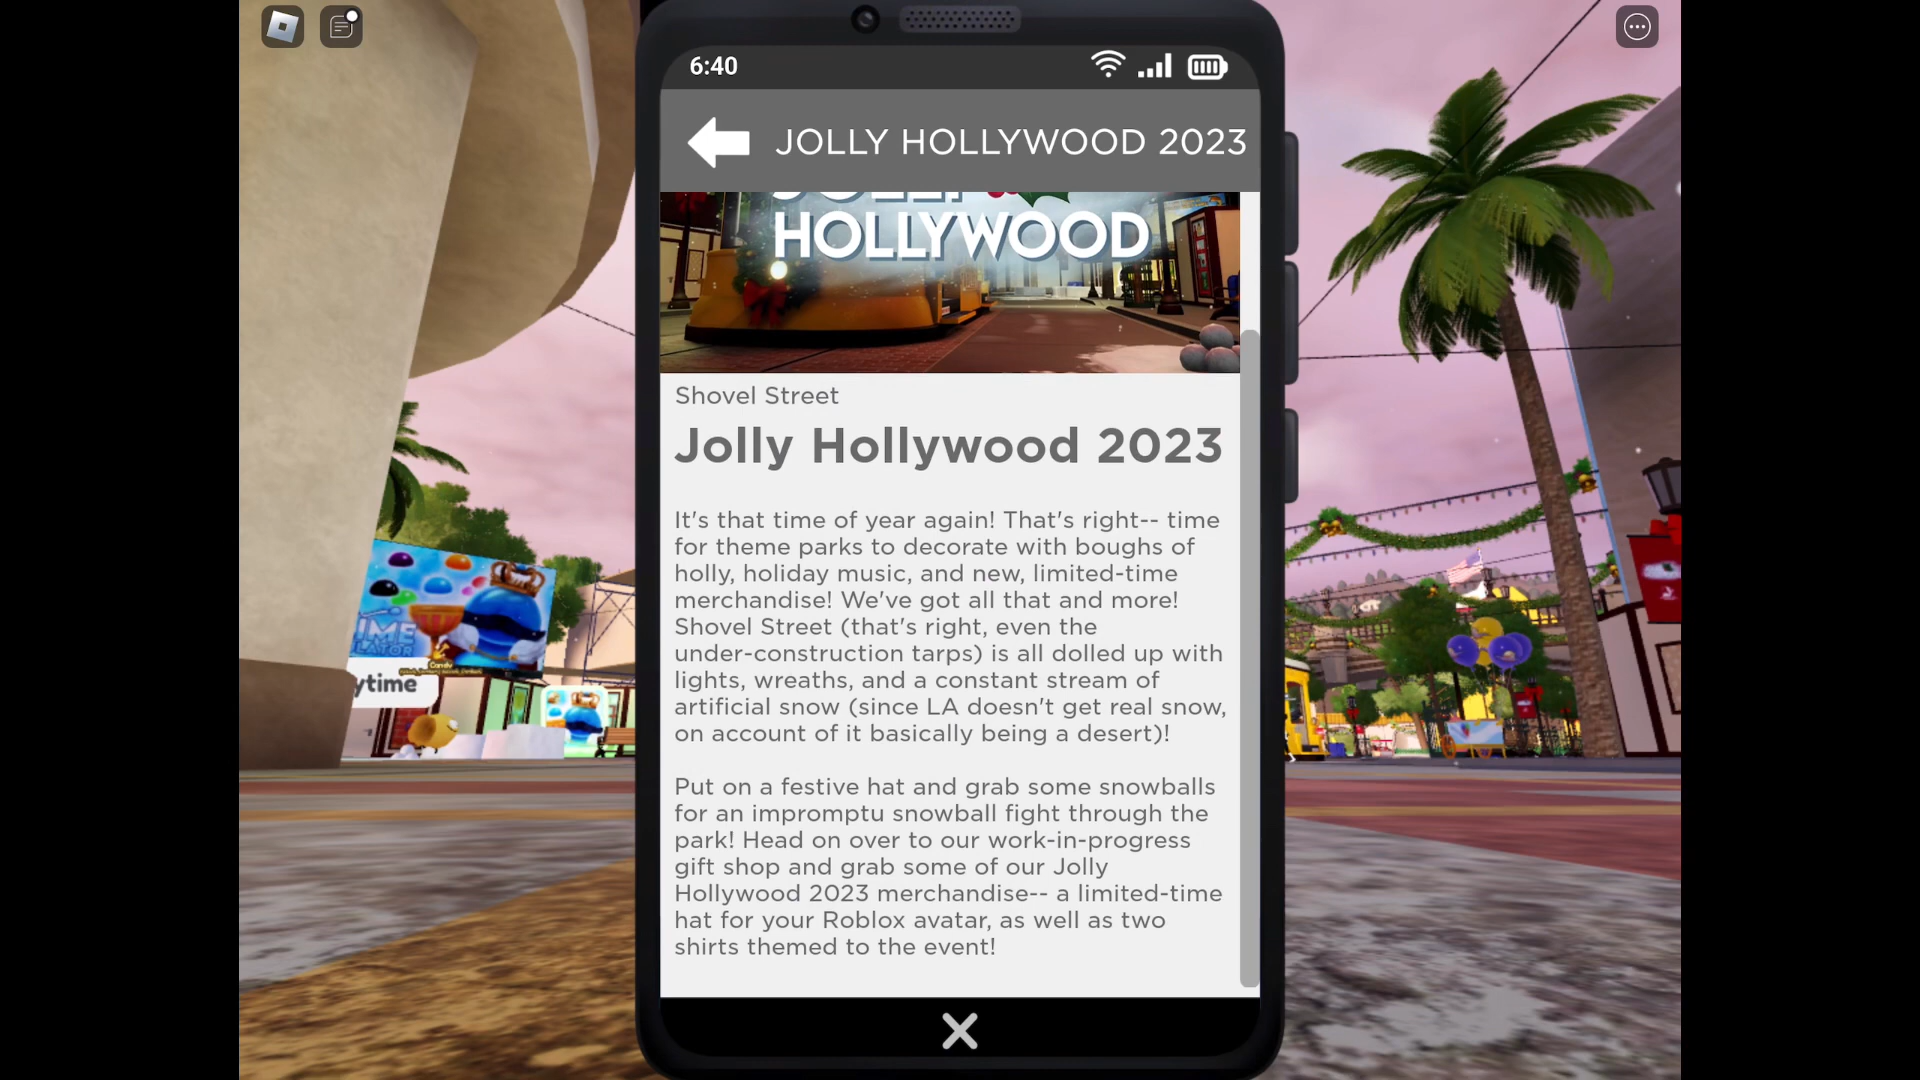 6:40
JOLLY HOLLYWOOD 2023
HOLLYWOOD
Shovel Street
Jolly Hollywood 2023
It's that time of year again! That's right-- time
for theme parks to decorate with boughs of
holly, holiday music, and new, limited-time
merchandise! We've got all that and more!
Shovel Street (that's right, even the
under-construction tarps) is all dolled up with
lights, wreaths, and a constant stream of
artificial snow (since LA doesn't get real snow,
on account of it basically being a desert)!
Put on a festive hat and grab some snowballs
for an impromptu snowball fight through the
park! Head on over to our work-in-progress
gift shop and grab some of our Jolly
Hollywood 2023 merchandise-- a limited-time
hat for your Roblox avatar, as well as two
shirts themed to the event!
Candy
ytime